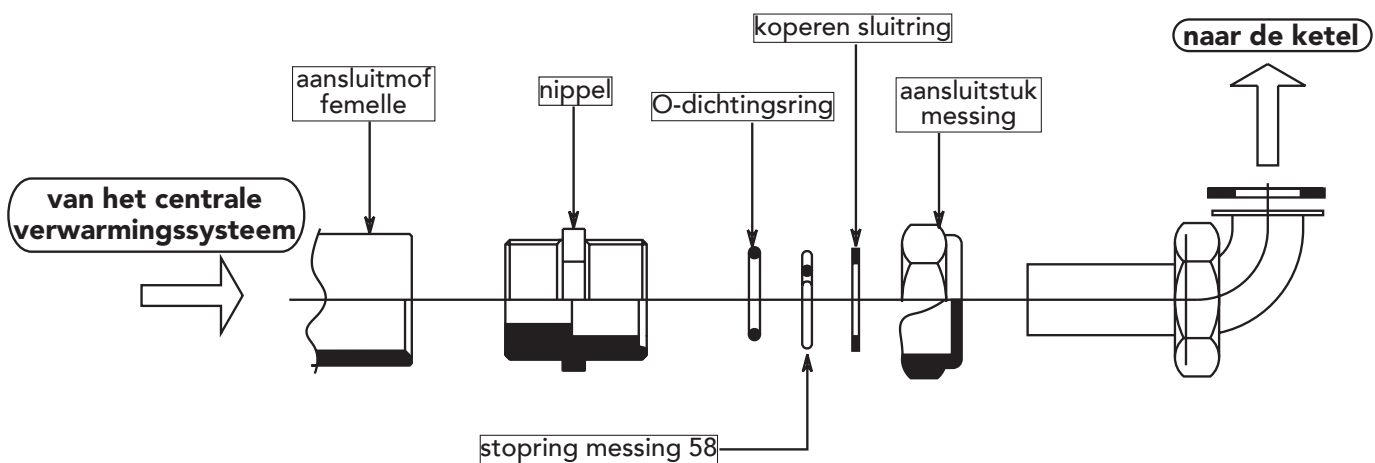 koperen sluitring
naar de ketel
aansluitmof
femelle
nippel
O-dichtingsring
aansluitstuk
messing
van het centrale
verwarmingssysteem
stopring messing 58